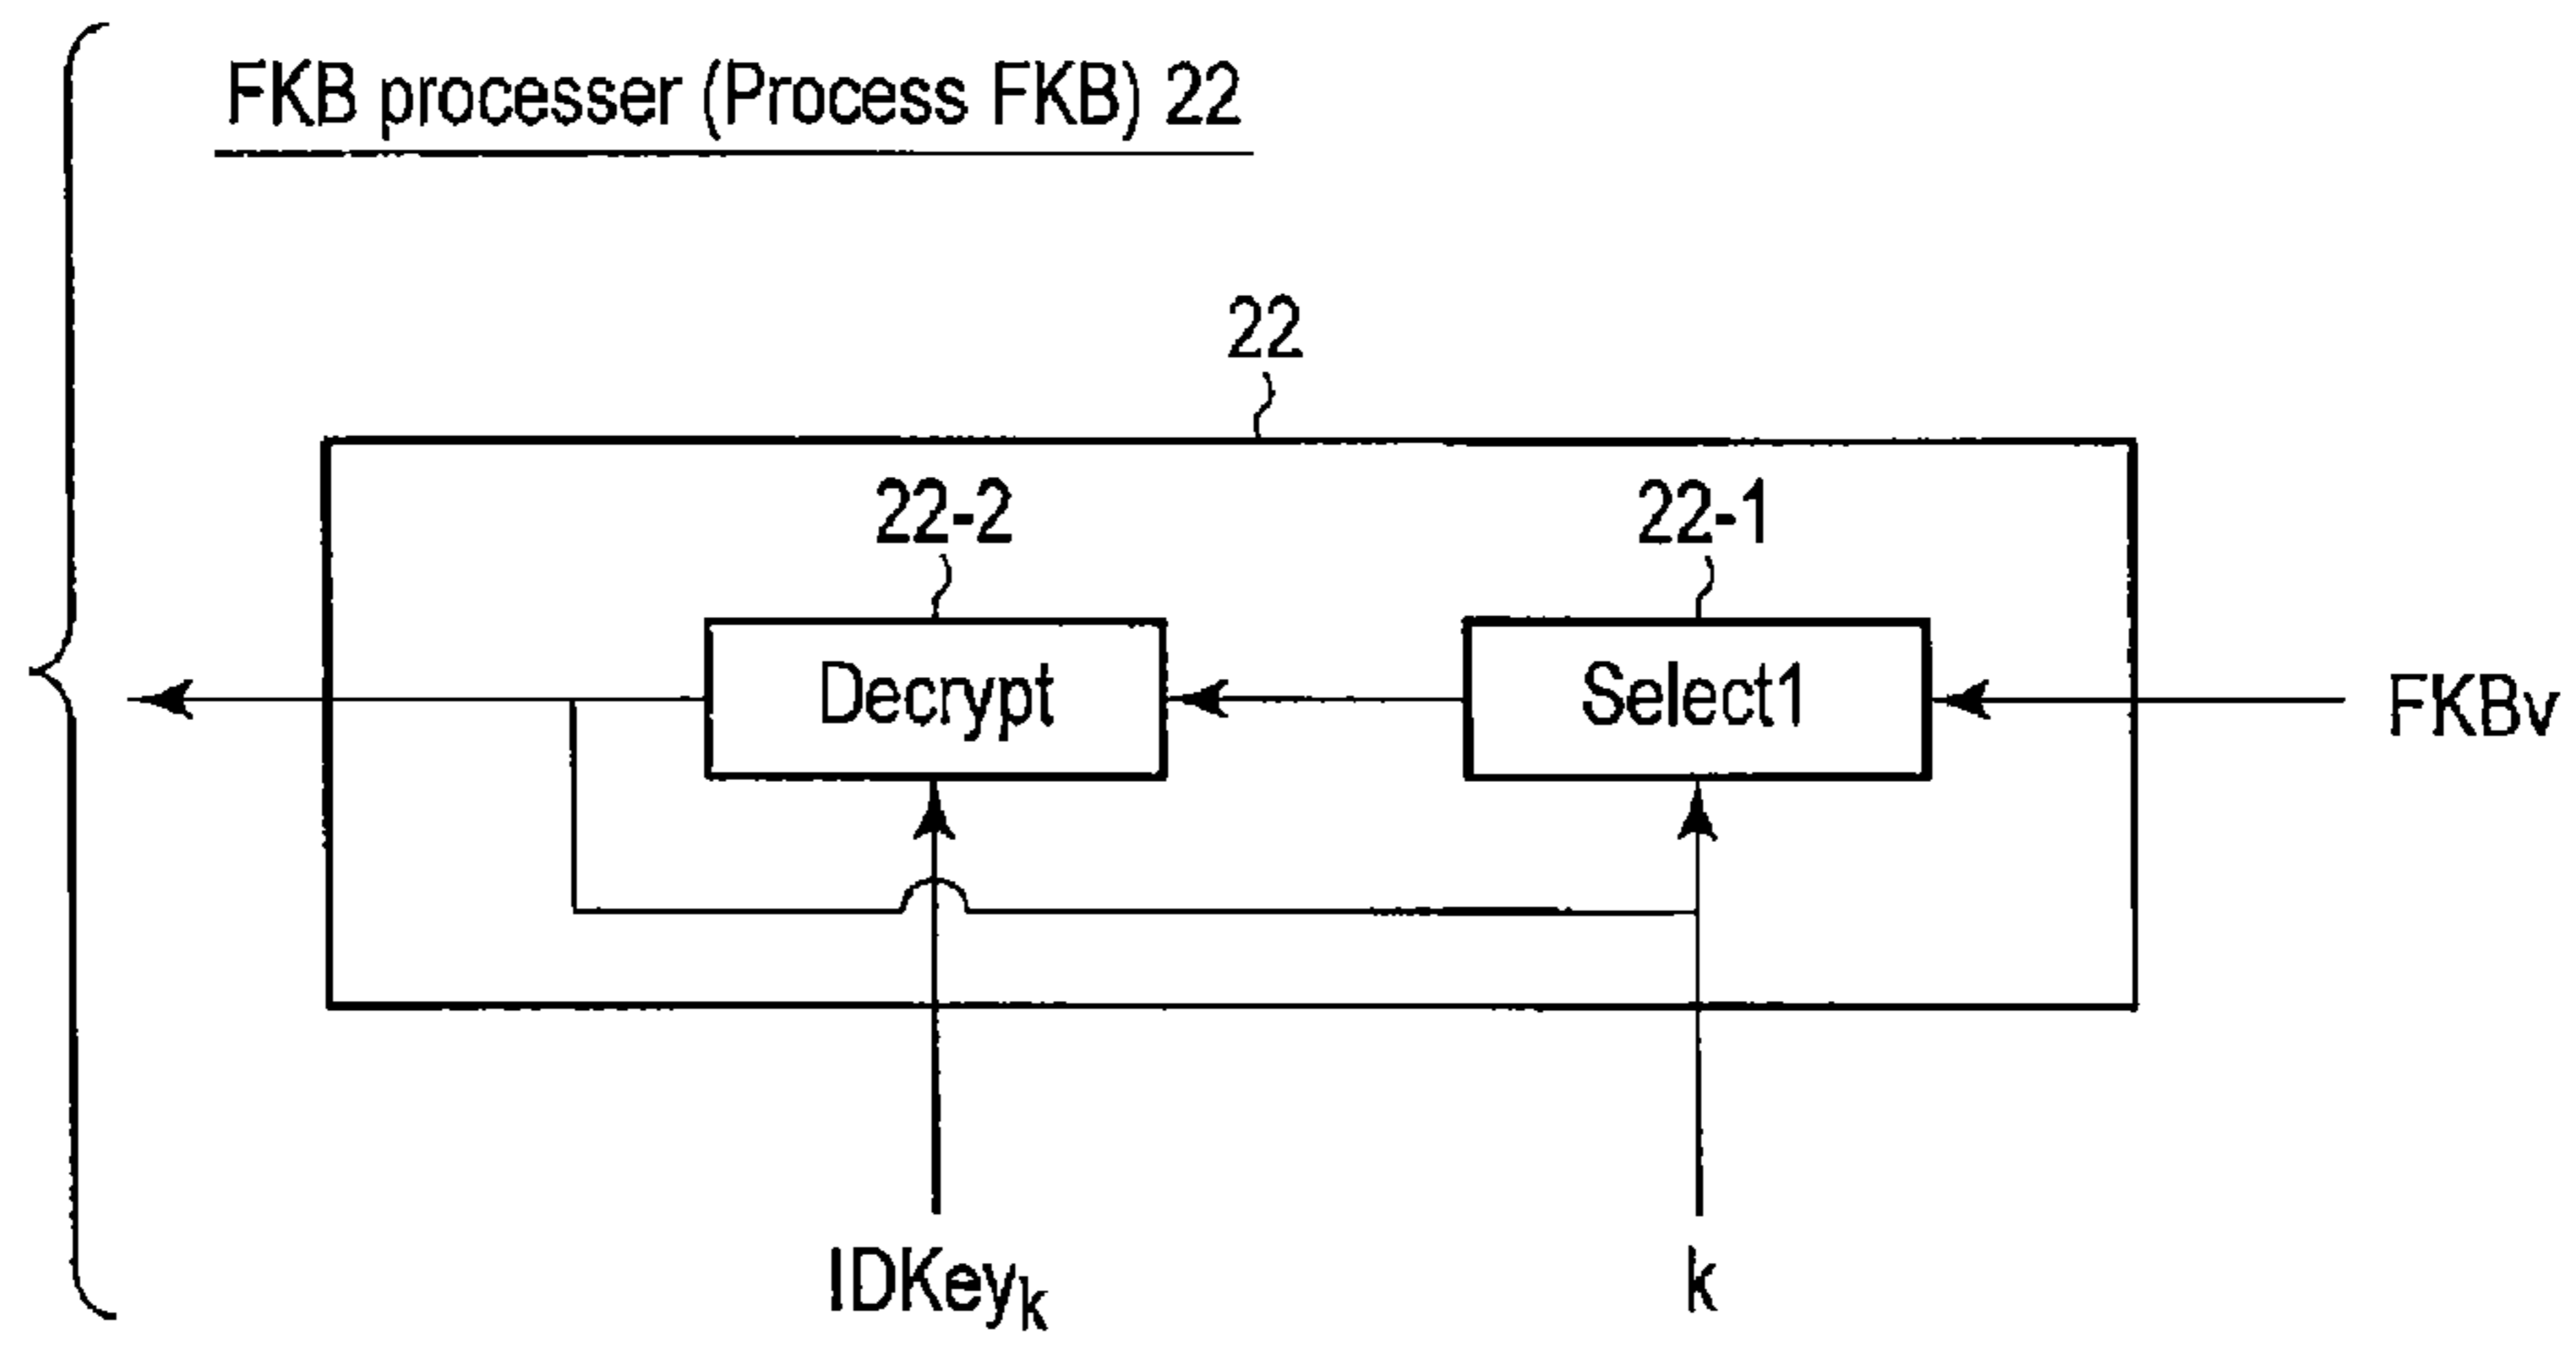 FKB processer (Process FKB) 22
22
22-2
22-1
Decrypt
Select1
FKBv
IDKeyk
k